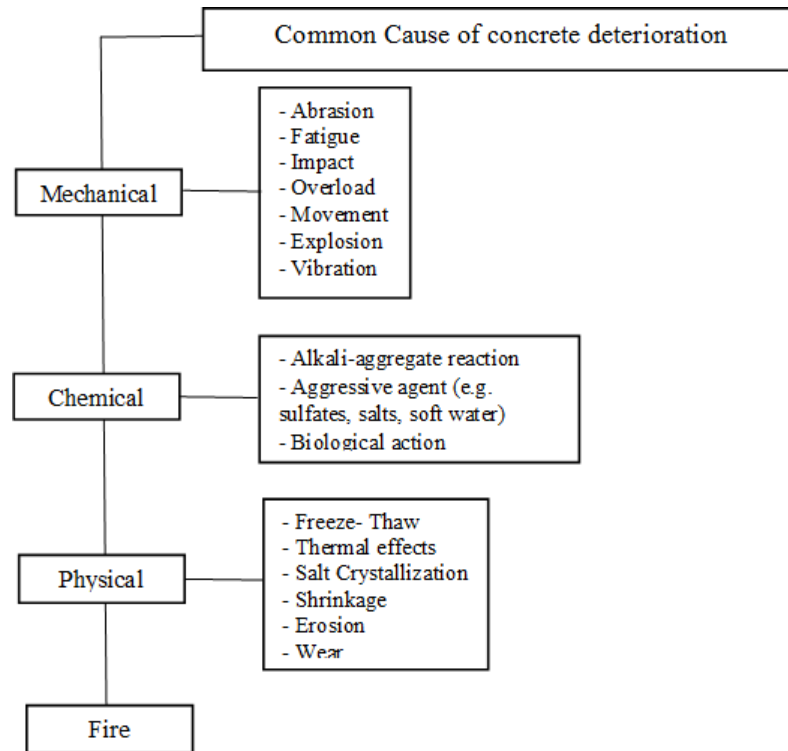 Common Cause of concrete deterioration
Mechanical
- Abrasion
- Fatigue
- Impact
- Overload
- Movement
- Explosion
- Vibration
Chemical
- Alkali-aggregate reaction
- Aggressive agent (e.g.
sulfates, salts, soft water)
- Biological action
Physical
- Freeze- Thaw
- Thermal effects
- Salt Crystallization
- Shrinkage
- Erosion
- Wear
Fire